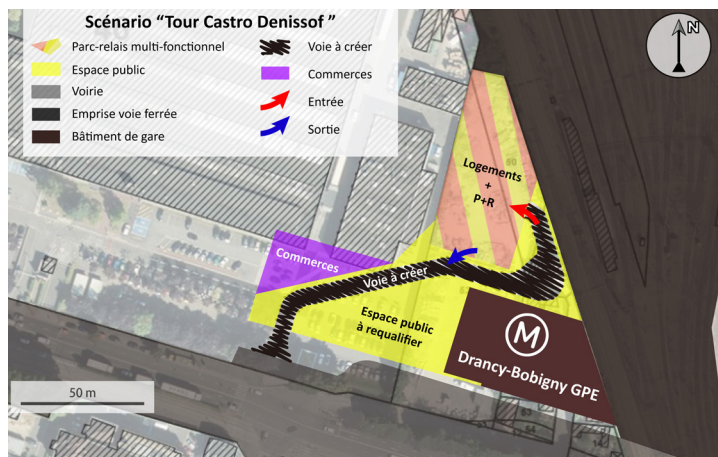 Scénario “Tour Castro Denissof ”
Parc-relais multi-fonctionnel
Espace public
Voirie
Emprise voie ferrée
Bâtiment de gare
Voie à créer
Commerces
Entrée
Sortie
N
Logements
+
P+R
Commerces
Voie à créer
Espace public
à requalifier
M
Drancy-Bobigny GPE
50 m